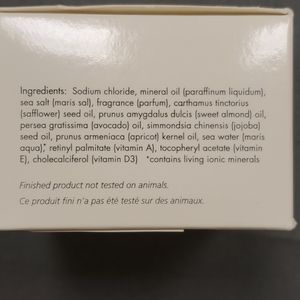 Ingredients: Sodium chloride, mineral oil (paraffinum liquidum),
sea salt (maris sal), fragrance (parfum), carthamus tinctorius
(safflower) seed oil, prunus amygdalus dulcis (sweet almond) oil,
persea gratissima (avocado) oil, simmondsia chinensis (jojoba)
seed oil, prunus armeniaca (apricot) kernel oil, sea water (maris
aqua),* retinyl palmitate (vitamin A), tocopheryl acetate (vitamin
E), cholecalciferol (vitamin D3) *contains living ionic minerals
Finished product not tested on animals.
Ce produit fini n'a pas été testé sur des animaux.